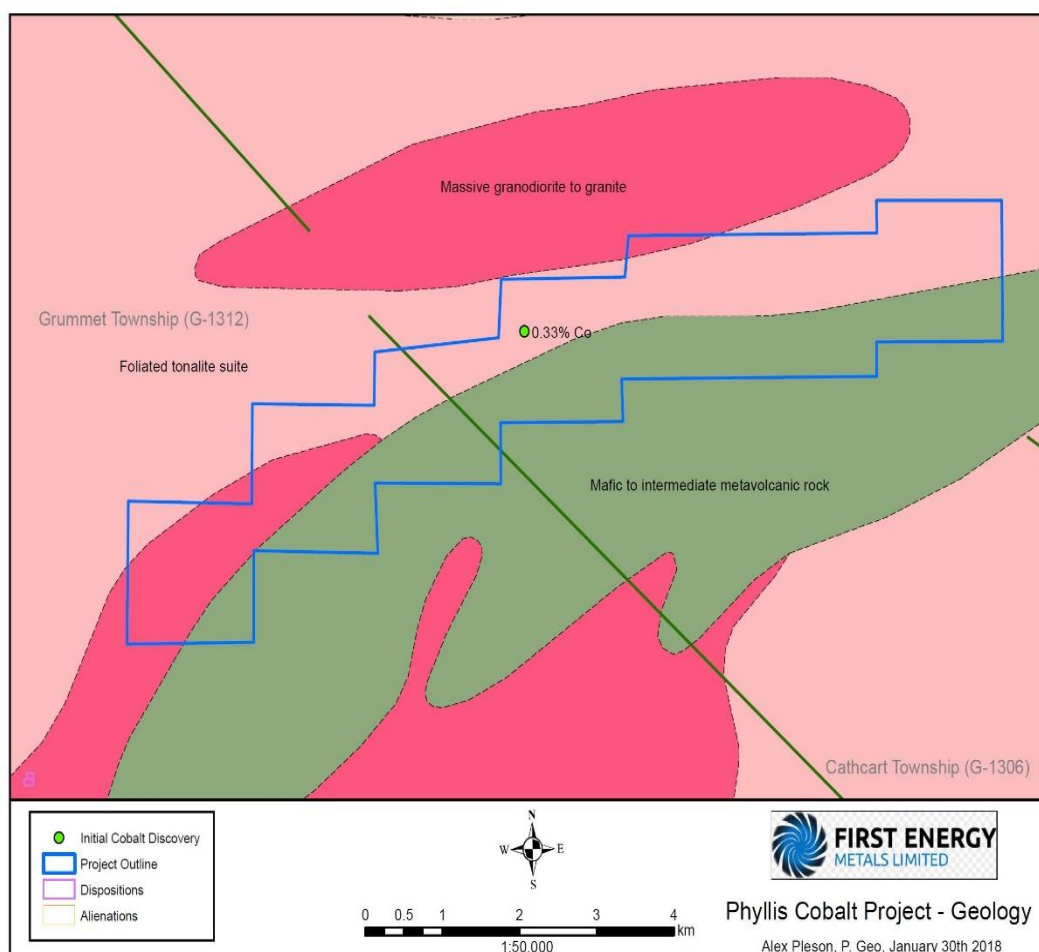 Massive granodiorite to granite
Grummet Township (G-1312)
0.33% Co
Foliated tonalite suite
Mafic to intermediate metavolcanic rock
Cathcart Township (G-1306)
Initial Cobalt Discovery
Project Outline
Dispositions
Alienations
N
W E
S
0 0.5 1 2 3 4
km
1:50,000
FIRST ENERGY
METALS LIMITED
Phyllis Cobalt Project - Geology
Alex Pleson, P. Geo, January 30th 2018